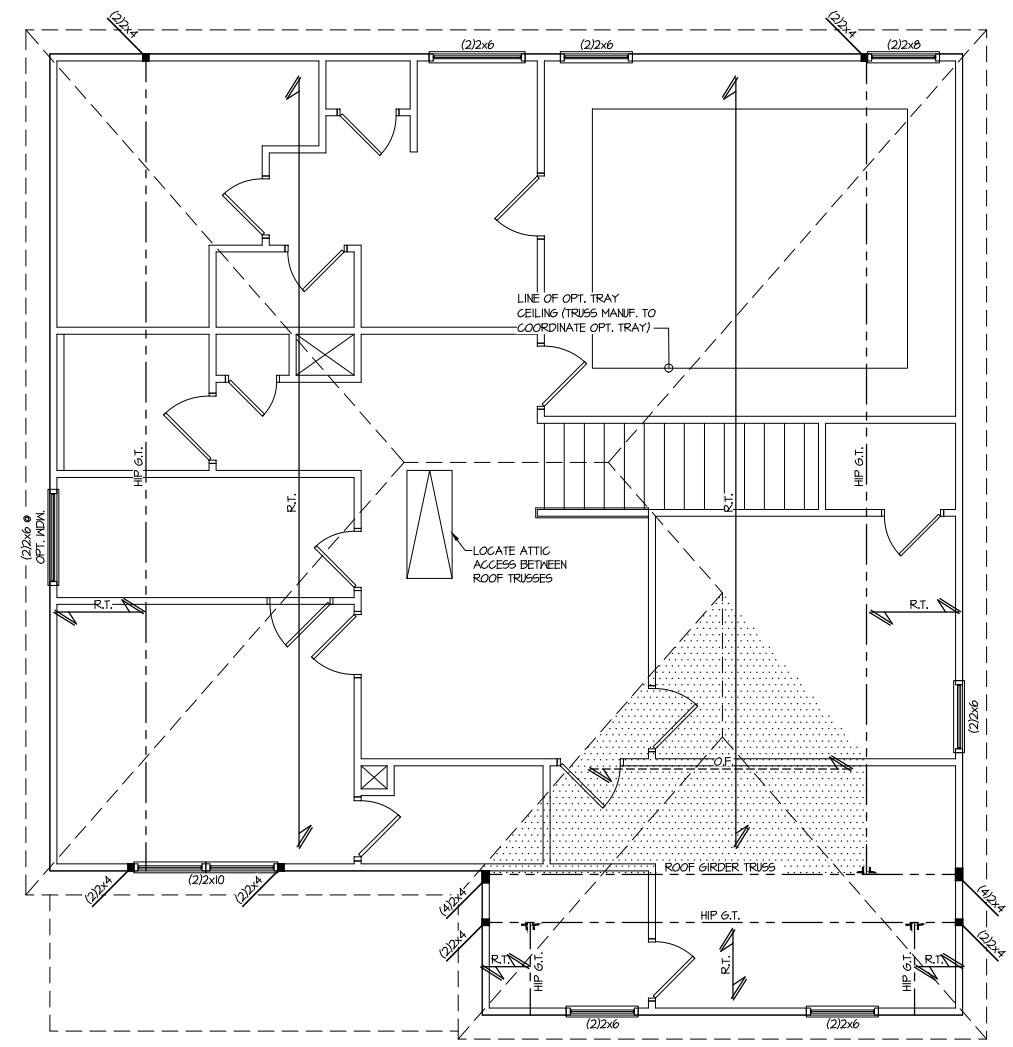 (2)2x4
(2)2x4
(2)2x6
(2)2x6
(2)2x8
LINE OF OPT. TRAY
CEILING (TRUSS MANUF. TO
COORDINATE OPT. TRAY)
HIP G.T.
R.T.
R.T.
HIP G.T.
(2)2x6 @
OPT. WDW.
LOCATE ATTIC
ACCESS BETWEEN
ROOF TRUSSES
R.T.
R.T.
(2)2x6
O.F.
ROOF GIRDER TRUSS
(2)2x4
(2)2x10
(2)2x4
(4)2x4
(4)2x4
HIP G.T.
(2)2x4
(2)2x4
R.T.
HIP G.T.
R.T.
HIP G.T.
R.T.
(2)2x6
(2)2x6